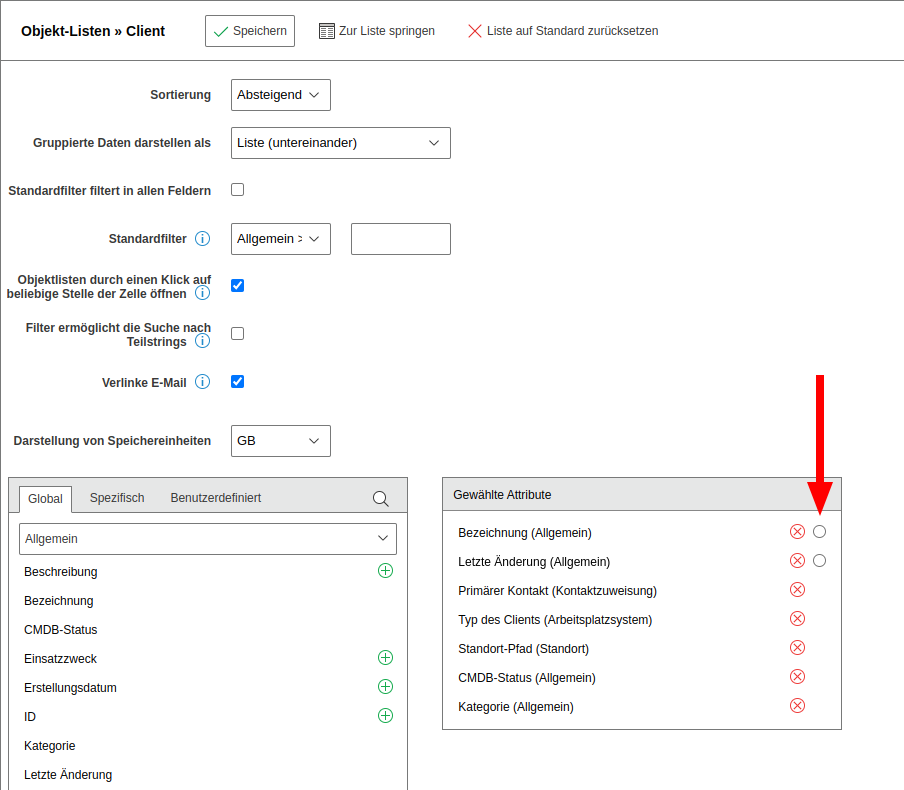 Objekt-Listen » Client
Speichern
Zur Liste springen
Liste auf Standard zurücksetzen
Sortierung
Absteigend
Gruppierte Daten darstellen als
Liste (untereinander)
Standardfilter filtert in allen Feldern
Standardfilter
Allgemein >
Objektlisten durch einen Klick auf
beliebige Stelle der Zelle öffnen
Filter ermöglicht die Suche nach
Teilstrings
Verlinke E-Mail
Darstellung von Speichereinheiten
GB
Global
Spezifisch
Benutzerdefiniert
Allgemein
Beschreibung
Bezeichnung
CMDB-Status
Einsatzzweck
Erstellungsdatum
ID
Kategorie
Letzte Änderung
Gewählte Attribute
Bezeichnung (Allgemein)
Letzte Änderung (Allgemein)
Primärer Kontakt (Kontaktzuweisung)
Typ des Clients (Arbeitsplatzsystem)
Standort-Pfad (Standort)
CMDB-Status (Allgemein)
Kategorie (Allgemein)